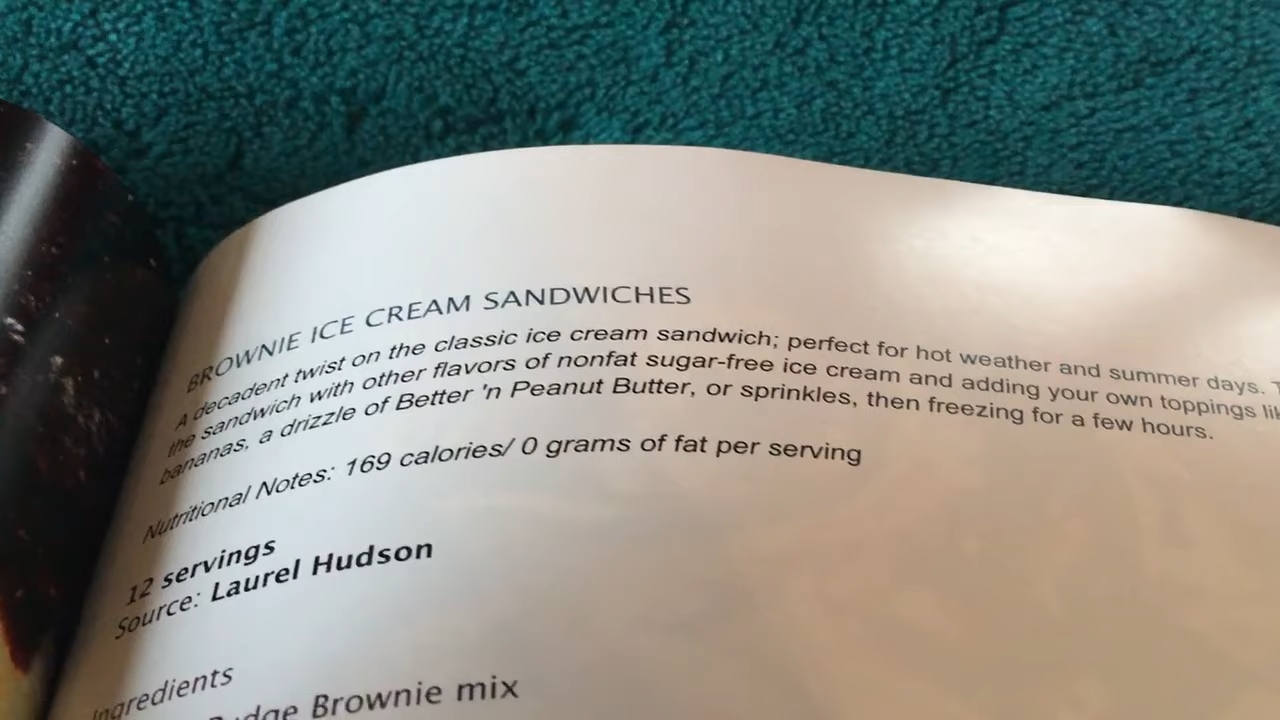 BROWNIE ICE CREAM SANDWICHES
A decadent twist on the classic ice cream sandwich; perfect for hot weather and summer days.
the sandwich with other flavors of nonfat sugar-free ice cream and adding your own toppings
bananas, a drizzle of Better 'n Peanut Butter, or sprinkles, then freezing for a few hours.
Nutritional Notes: 169 calories/ 0 grams of fat per serving
12 servings
Source: Laurel Hudson
Ingredients
Brownie mix